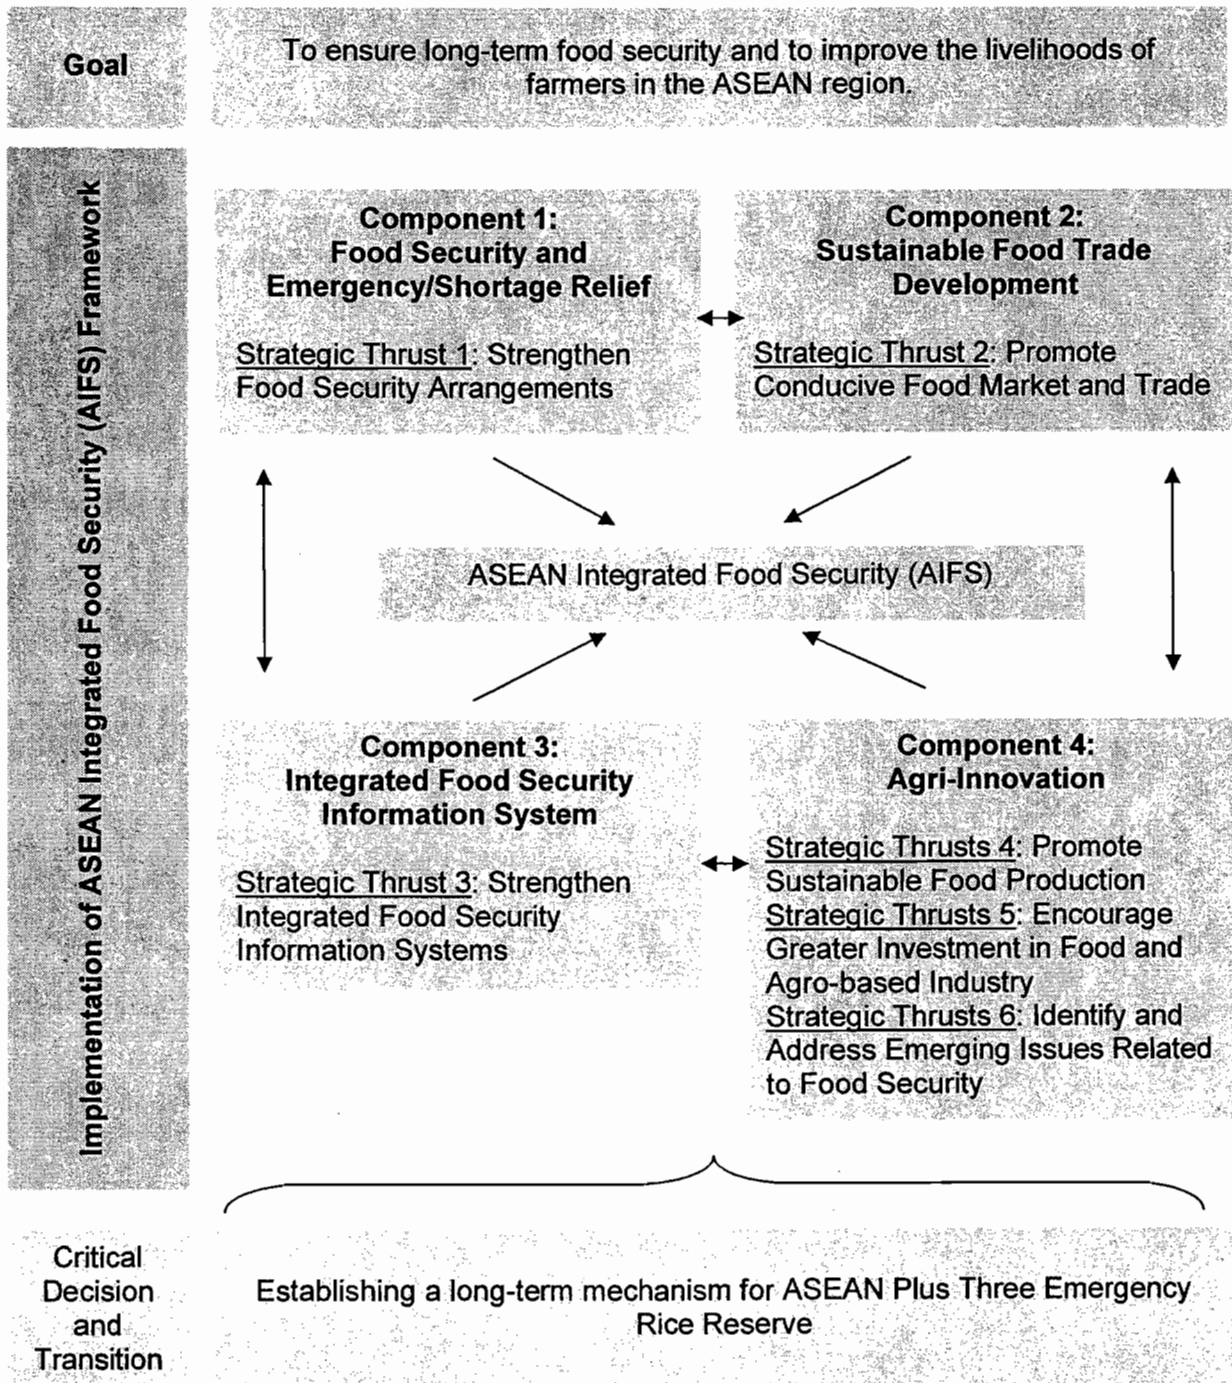 Goal
To ensure long-term food security and to improve the livelihoods of
farmers in the ASEAN region.
Implementation of ASEAN Integrated Food Security (AIFS) Framework
Component 1:
Food Security and
Emergency/Shortage Relief
Strategic Thrust 1: Strengthen
Food Security Arrangements
Component 2:
Sustainable Food Trade
Development
Strategic Thrust 2: Promote
Conducive Food Market and Trade
ASEAN Integrated Food Security (AIFS)
Component 3:
Integrated Food Security
Information System
Strategic Thrust 3: Strengthen
Integrated Food Security
Information Systems
Component 4:
Agri-Innovation
Strategic Thrusts 4: Promote
Sustainable Food Production
Strategic Thrusts 5: Encourage
Greater Investment in Food and
Agro-based Industry
Strategic Thrusts 6: Identify and
Address Emerging Issues Related
to Food Security
Critical
Decision
and
Transition
Establishing a long-term mechanism for ASEAN Plus Three Emergency
Rice Reserve